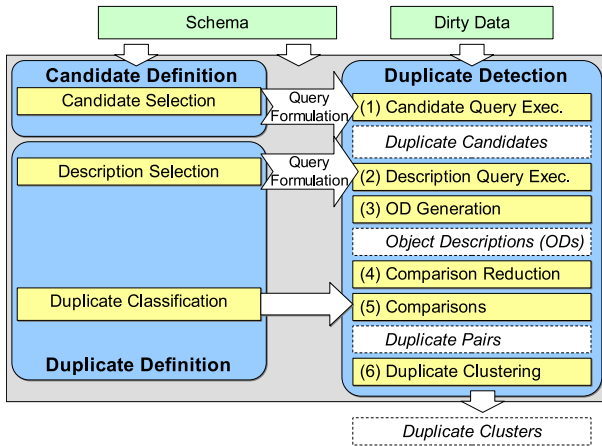 Schema
Dirty Data
Candidate Definition
Candidate Selection
Query
Formulation
Description Selection
Query
Formulation
Duplicate Classification
Duplicate Definition
Duplicate Detection
(1) Candidate Query Exec.
Duplicate Candidates
(2) Description Query Exec.
(3) OD Generation
Object Descriptions (ODs)
(4) Comparison Reduction
(5) Comparisons
Duplicate Pairs
(6) Duplicate Clustering
Duplicate Clusters